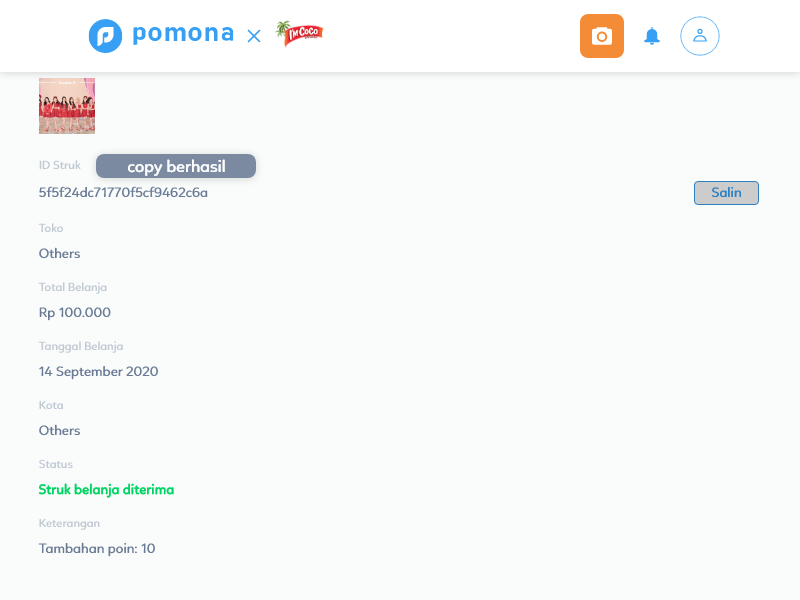 pomona
I'M COCO
ID Struk
copy berhasil
5f5f24dc71770f5cf9462c6a
Salin
Toko
Others
Total Belanja
Rp 100.000
Tanggal Belanja
14 September 2020
Kota
Others
Status
Struk belanja diterima
Keterangan
Tambahan poin: 10